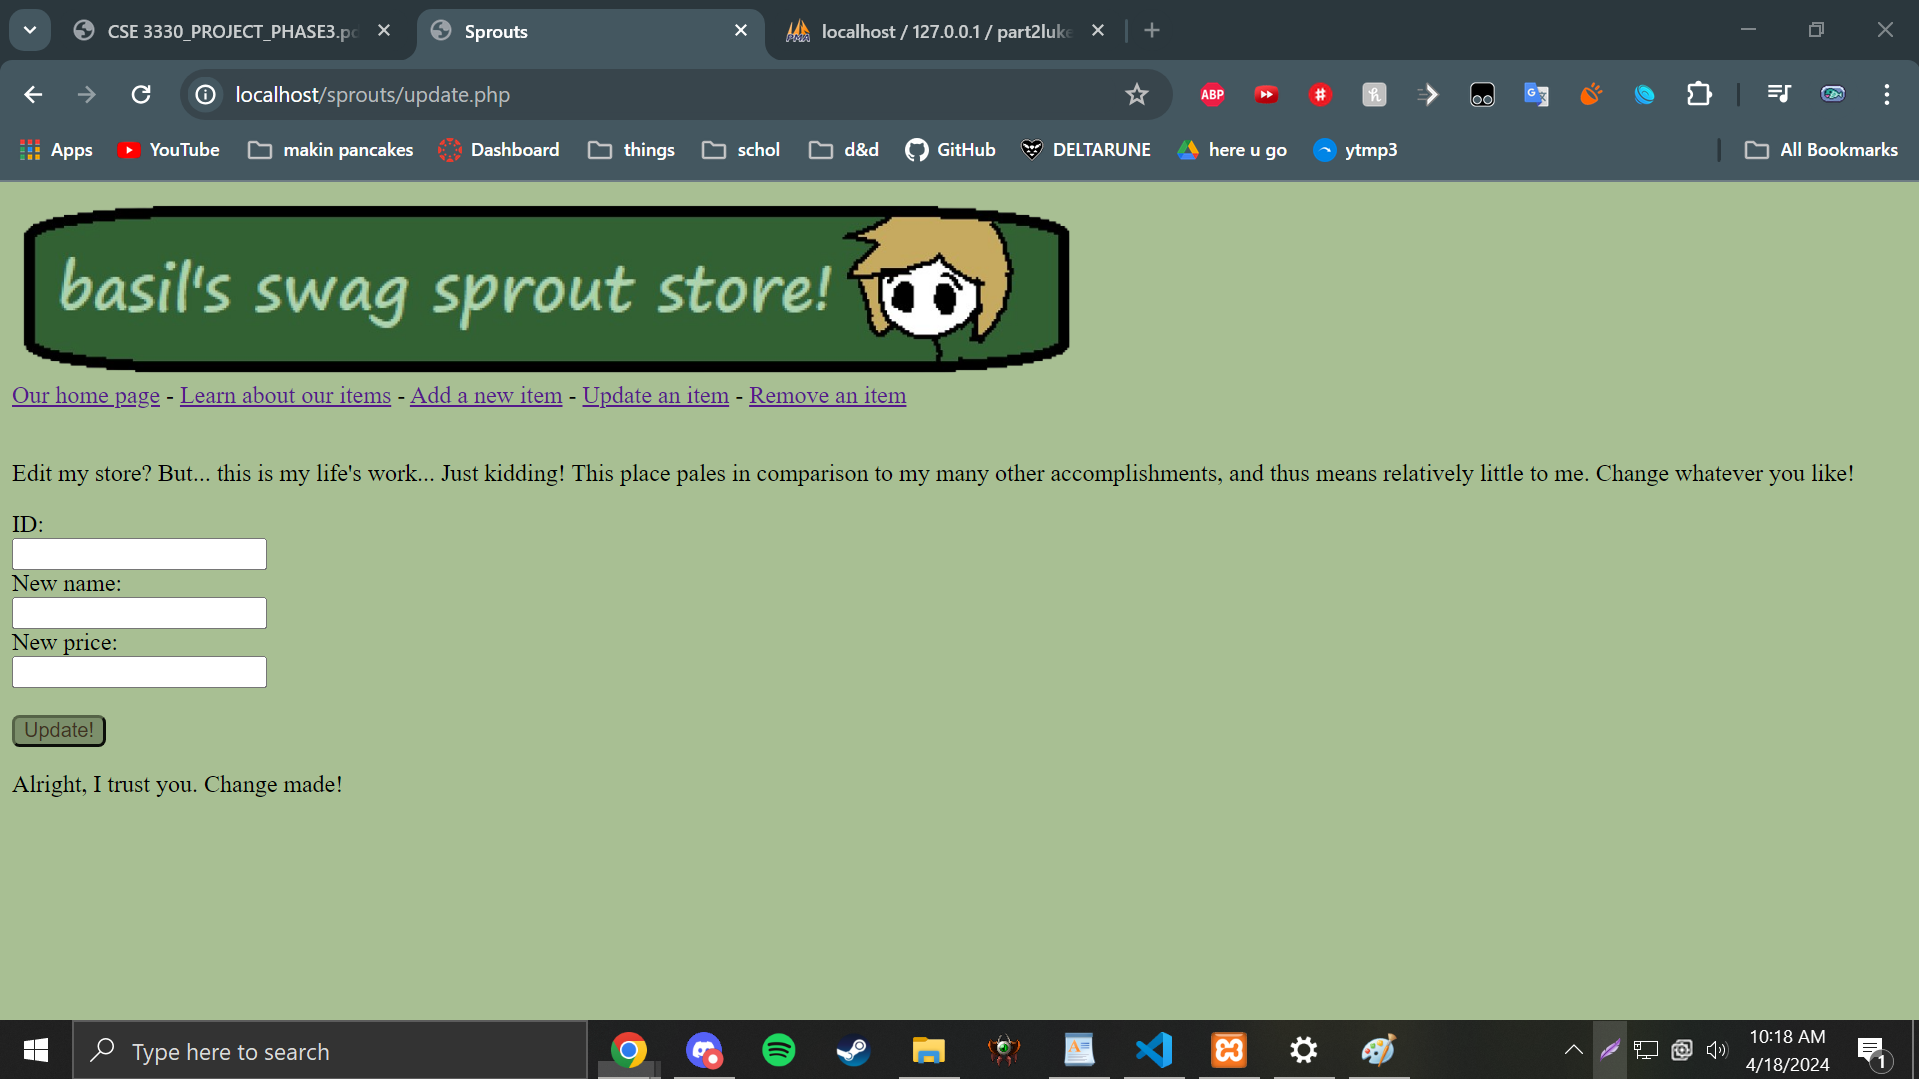 CSE 3330_PROJECT_PHASE3.pd
Sprouts
localhost / 127.0.0.1 / part2luke
localhost/sprouts/update.php
ABP
Apps
YouTube
makin pancakes
Dashboard
things
schol
d&d
GitHub
DELTARUNE
here u go
ytmp3
All Bookmarks
basil's swag sprout store!
Our home page - Learn about our items - Add a new item - Update an item - Remove an item
Edit my store? But... this is my life's work... Just kidding! This place pales in comparison to my many other accomplishments, and thus means relatively little to me. Change whatever you like!
ID:
New name:
New price:
Update!
Alright, I trust you. Change made!
Type here to search
10:18 AM
4/18/2024
1